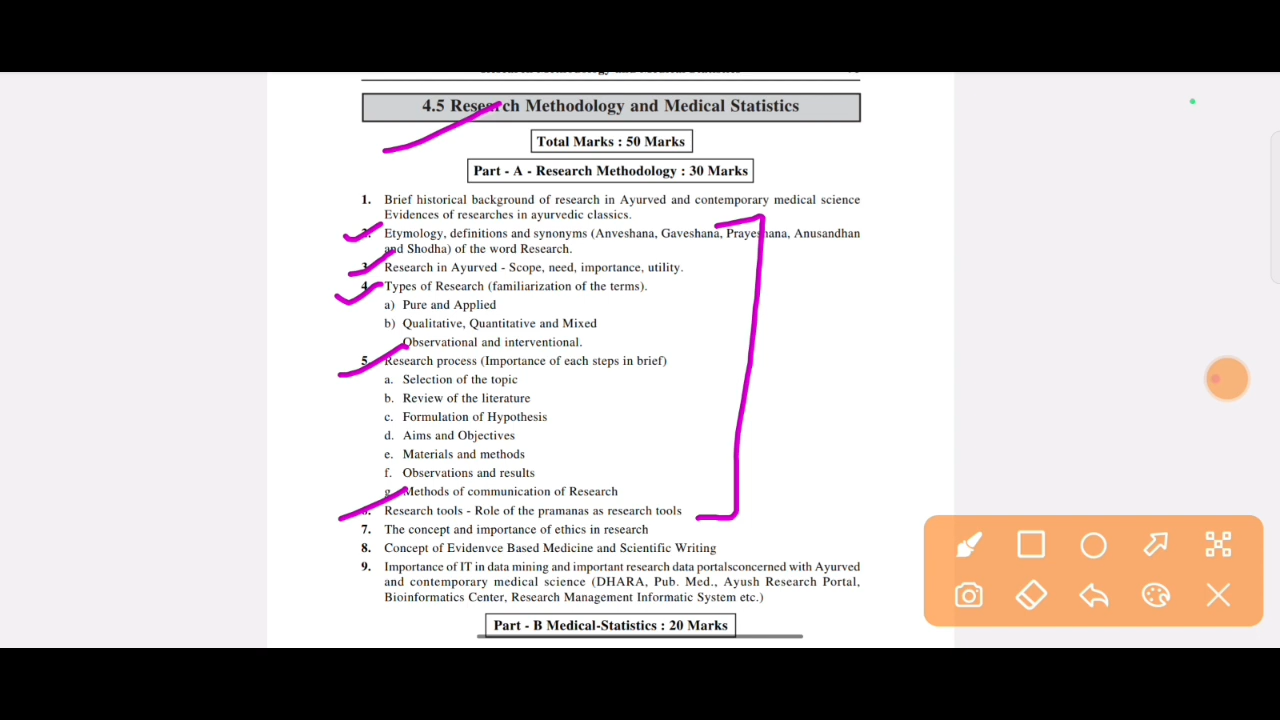 4.5 Research Methodology and Medical Statistics
Total Marks : 50 Marks
Part - A - Research Methodology : 30 Marks
1. Brief historical background of research in Ayurved and contemporary medical science
Evidences of researches in ayurvedic classics.
2. Etymology, definitions and synonyms (Anveshana, Gaveshana, Prayeshana, Anusandhan
and Shodha) of the word Research.
3. Research in Ayurved - Scope, need, importance, utility.
4. Types of Research (familiarization of the terms).
a) Pure and Applied
b) Qualitative, Quantitative and Mixed
Observational and interventional.
5. Research process (Importance of each steps in brief)
a. Selection of the topic
b. Review of the literature
c. Formulation of Hypothesis
d. Aims and Objectives
e. Materials and methods
f. Observations and results
g. Methods of communication of Research
6. Research tools - Role of the pramanas as research tools
7. The concept and importance of ethics in research
8. Concept of Evidenvce Based Medicine and Scientific Writing
9. Importance of IT in data mining and important research data portalsconcerned with Ayurved
and contemporary medical science (DHARA, Pub. Med., Ayush Research Portal,
Bioinformatics Center, Research Management Informatic System etc.)
Part - B Medical-Statistics : 20 Marks